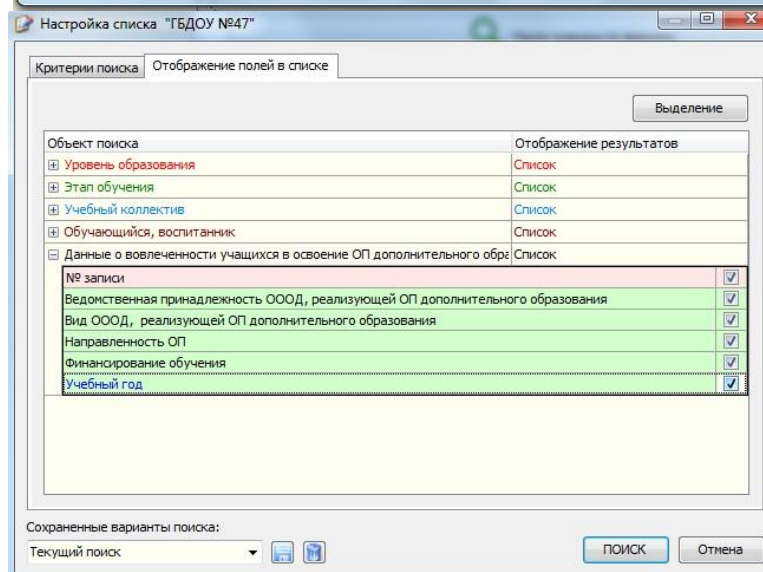 Настройка списка "ГБДОУ №47"
Критерии поиска Отображение полей в списке
Выделение
Объект поиска Отображение результатов
Уровень образования Список
Этап обучения Список
Учебный коллектив Список
Обучающийся, воспитанник Список
Данные о вовлеченности учащихся в освоение ОП дополнительного обра Список
№ записи
Ведомственная принадлежность ОООД, реализующей ОП дополнительного образования
Вид ОООД, реализующей ОП дополнительного образования
Направленность ОП
Финансирование обучения
Учебный год
Сохраненные варианты поиска:
Текущий поиск ПОИСК Отмена